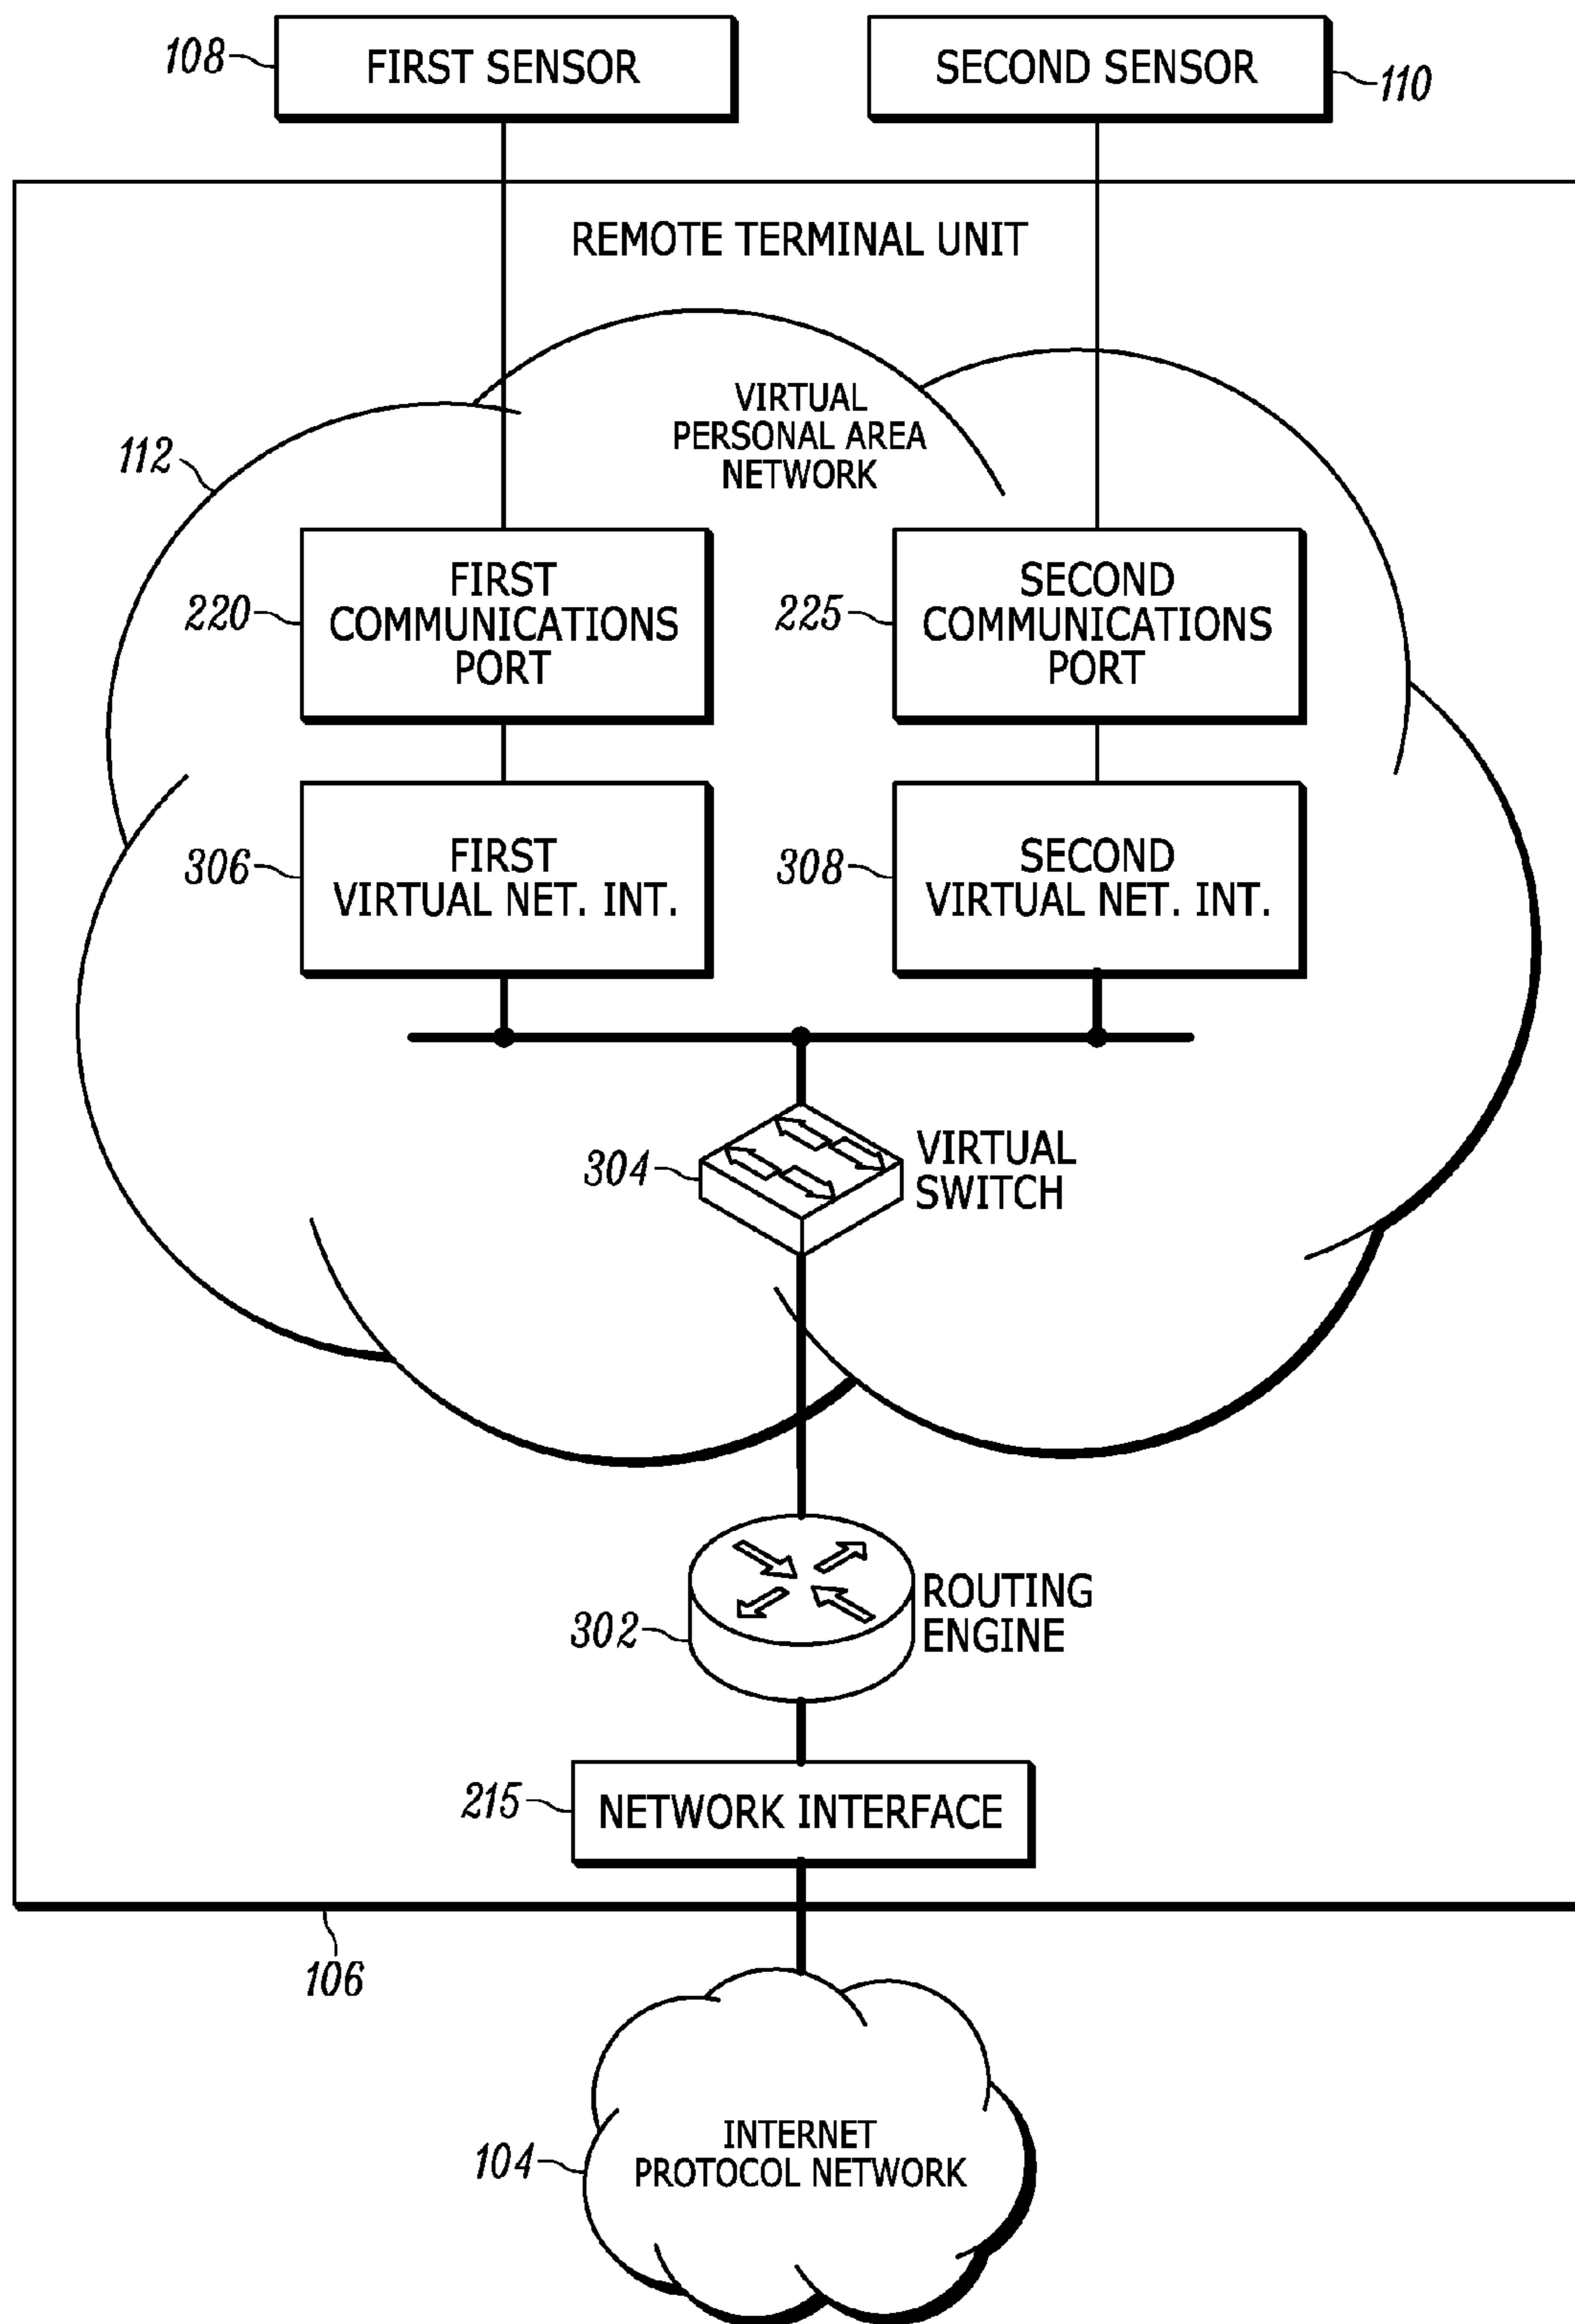 108
FIRST SENSOR
SECOND SENSOR
110
REMOTE TERMINAL UNIT
VIRTUAL
PERSONAL AREA
NETWORK
112
220
FIRST
COMMUNICATIONS
PORT
225
SECOND
COMMUNICATIONS
PORT
306
FIRST
VIRTUAL NET. INT.
308
SECOND
VIRTUAL NET. INT.
304
VIRTUAL
SWITCH
302
ROUTING
ENGINE
215
NETWORK INTERFACE
106
104
INTERNET
PROTOCOL NETWORK